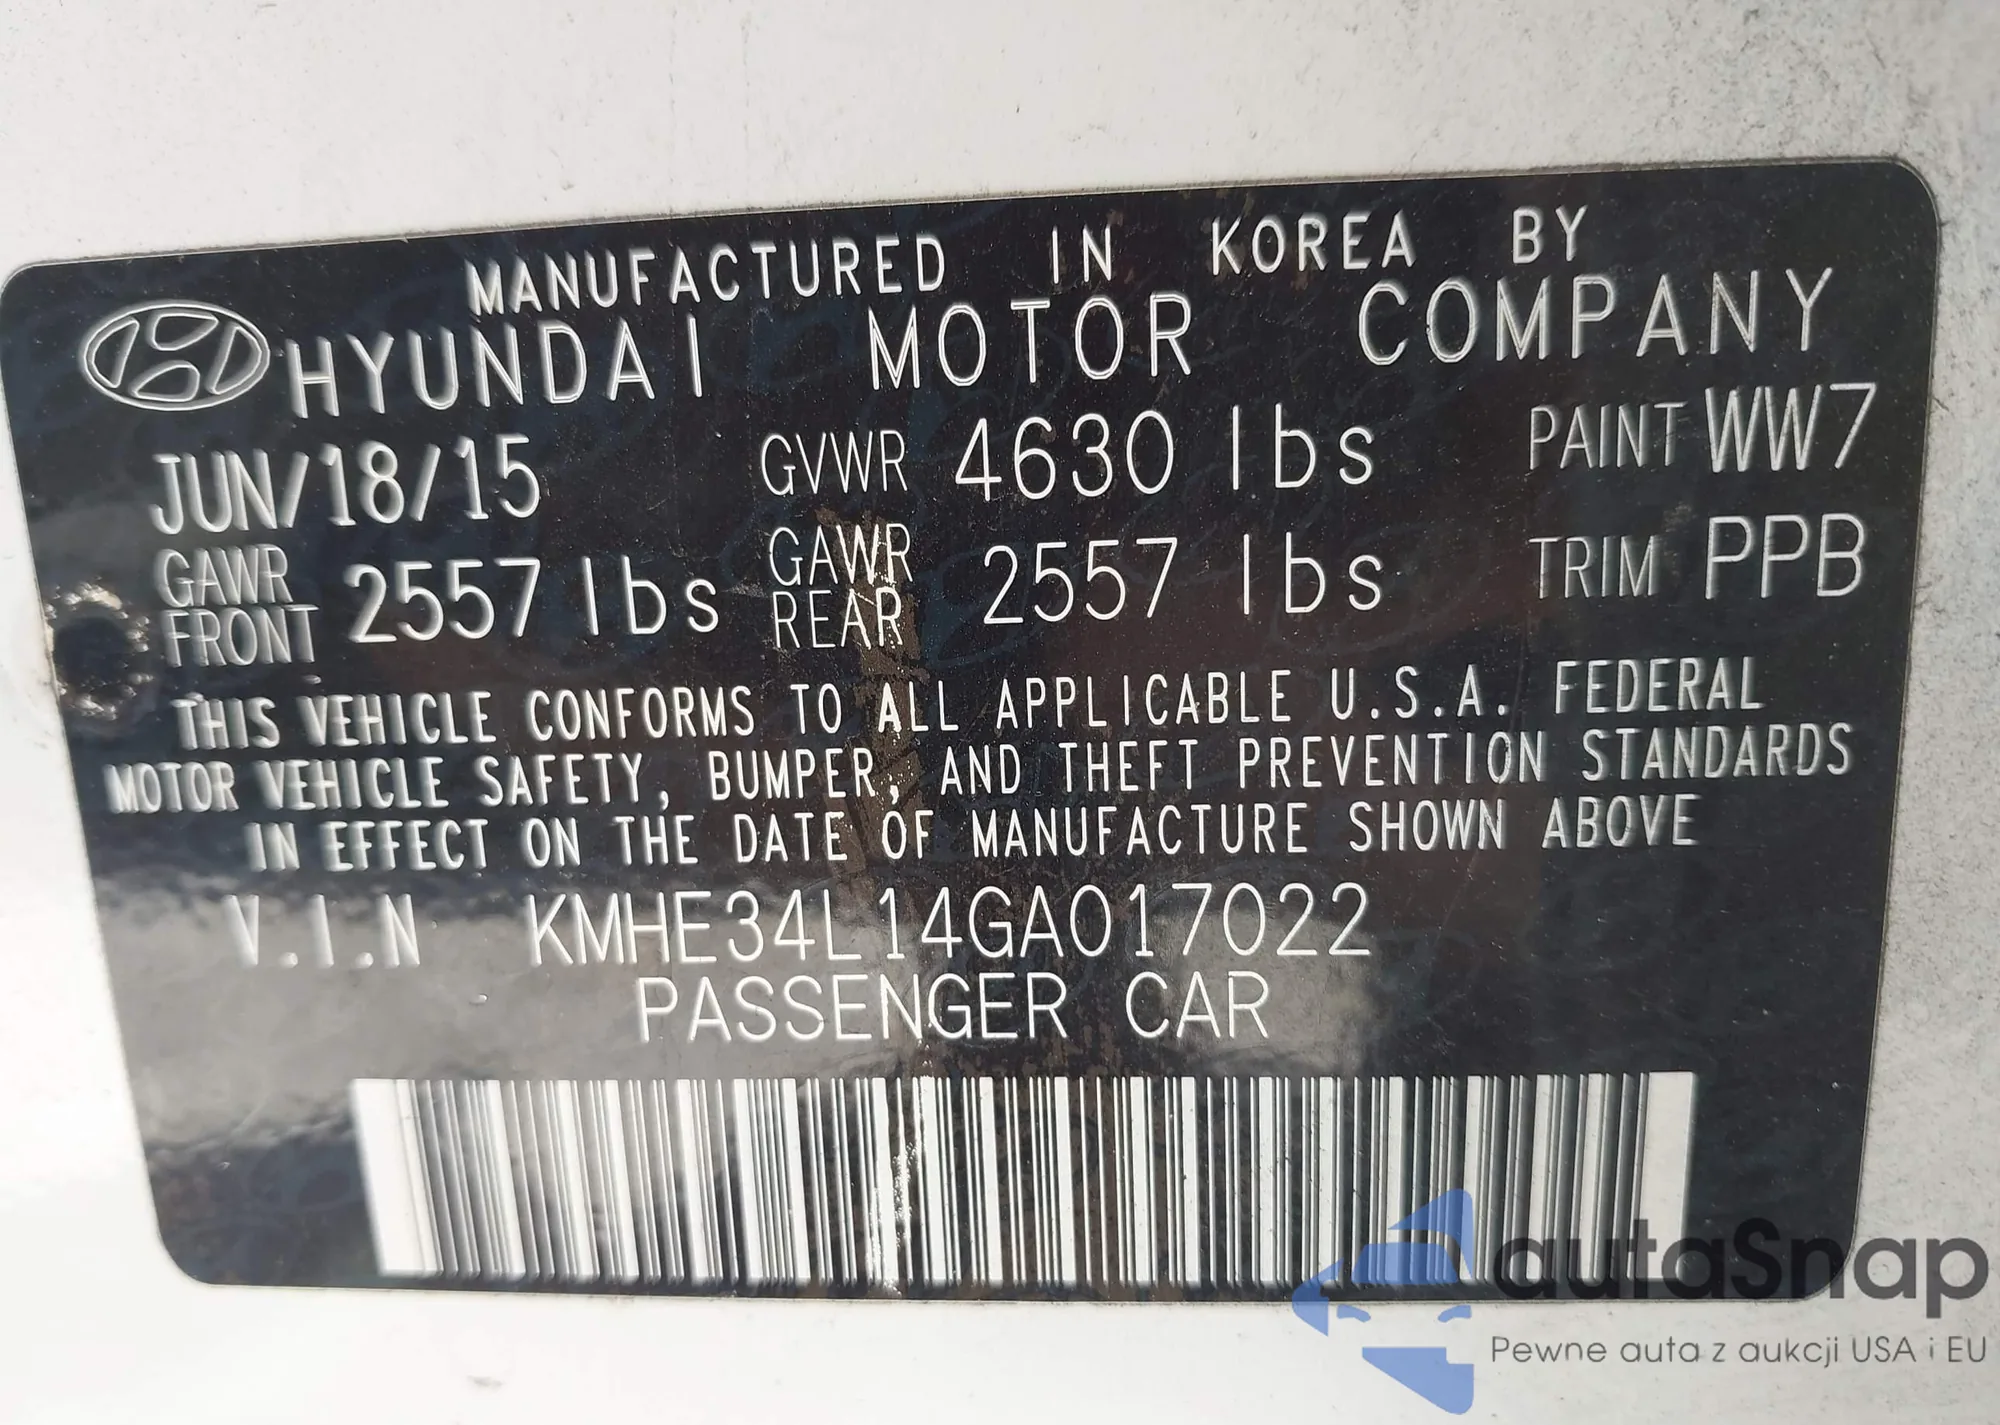 MANUFACTURED IN KOREA BY
HYUNDAI MOTOR COMPANY
JUN/18/15 GVWR 4630 lbs PAINT WW7
GAWR FRONT 2557 lbs GAWR REAR 2557 lbs TRIM PPB
THIS VEHICLE CONFORMS TO ALL APPLICABLE U.S.A. FEDERAL
MOTOR VEHICLE SAFETY, BUMPER, AND THEFT PREVENTION STANDARDS
IN EFFECT ON THE DATE OF MANUFACTURE SHOWN ABOVE
V.I.N KMHE34L14GA017022
PASSENGER CAR
autaSnap
Pewne auta z aukcji USA i EU